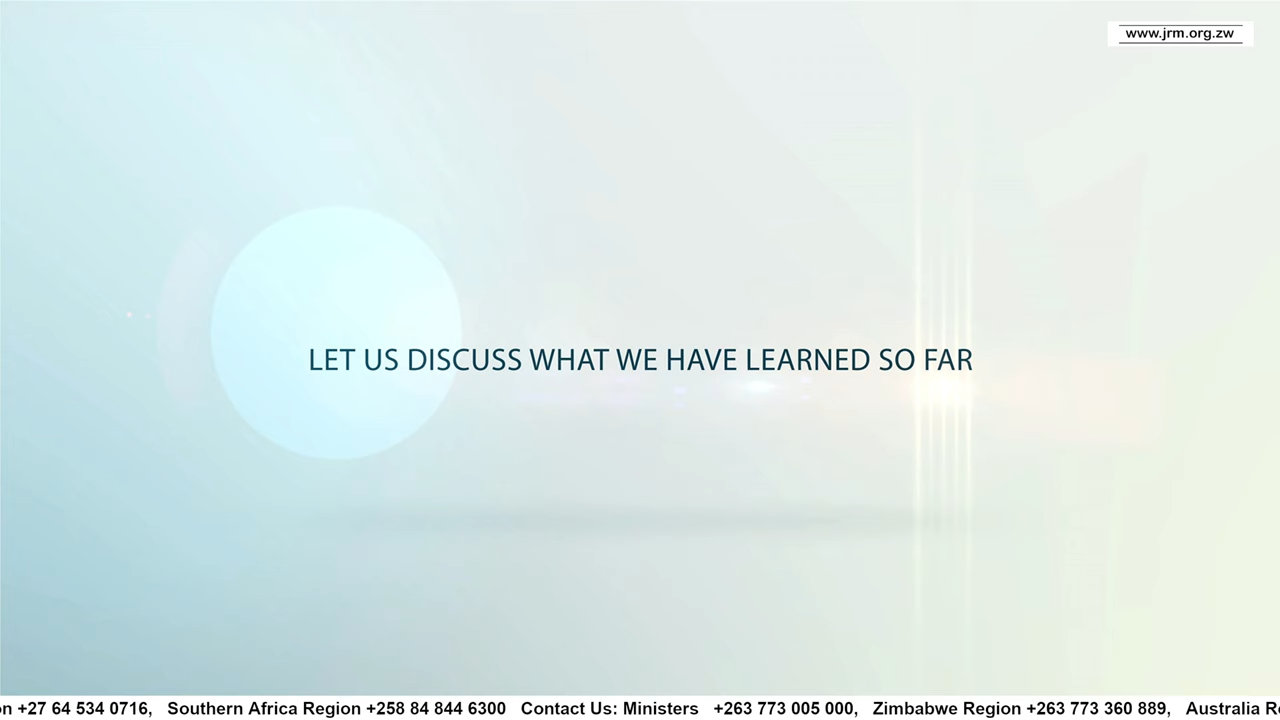 www.jrm.org.zw
LET US DISCUSS WHAT WE HAVE LEARNED SO FAR
+27 64 534 0716,   Southern Africa Region +258 84 844 6300   Contact Us: Ministers   +263 773 005 000,   Zimbabwe Region +263 773 360 889,   Australia